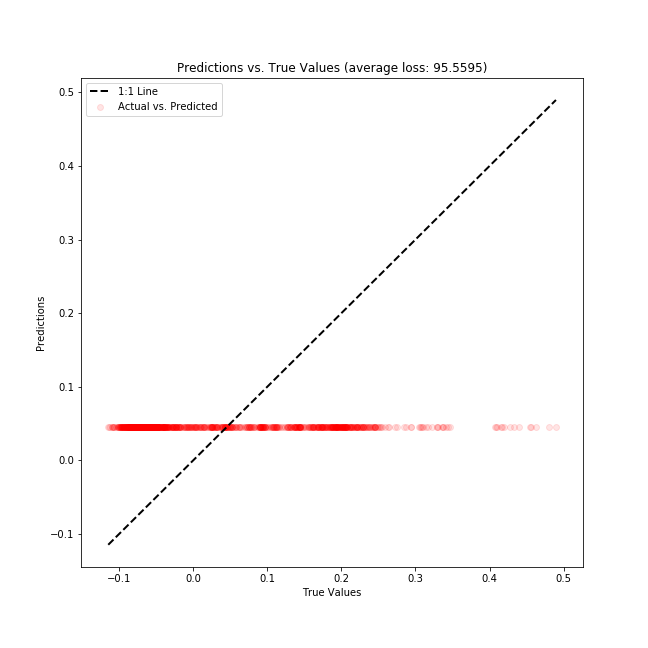 Predictions vs. True Values (average loss: 95.5595)
1:1 Line
Actual vs. Predicted
0.5
0.4
0.3
0.2
0.1
0.0
−0.1
Predictions
−0.1 0.0 0.1 0.2 0.3 0.4 0.5
True Values